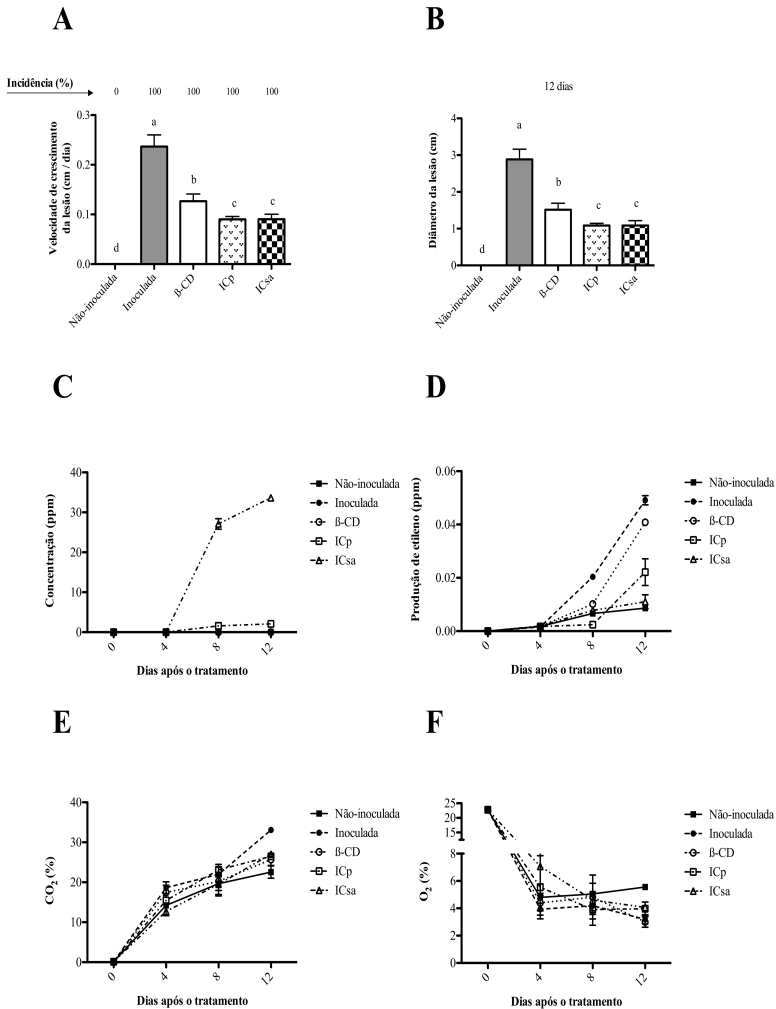 A
Incidência (%)
0 100 100 100 100
Velocidade de crescimento
da lesão (cm / dia)
0.3
0.2
0.1
0.0
d
a
b
c
c
Não-inoculada
Inoculada
ß-CD
ICp
ICsa
B
12 dias
Diâmetro da lesão (cm)
4
3
2
1
0
d
a
b
c
c
Não-inoculada
Inoculada
ß-CD
ICp
ICsa
C
Concentração (ppm)
40
30
20
10
0
0 4 8 12
Dias após o tratamento
Não-inoculada
Inoculada
ß-CD
ICp
ICsa
D
Produção de etileno (ppm)
0.06
0.04
0.02
0.00
0 4 8 12
Dias após o tratamento
Não-inoculada
Inoculada
ß-CD
ICp
ICsa
E
CO2 (%)
40
30
20
10
0
0 4 8 12
Dias após o tratamento
Não-inoculada
Inoculada
ß-CD
ICp
ICsa
F
O2 (%)
25
20
15
8
6
4
2
0
0 4 8 12
Dias após o tratamento
Não-inoculada
Inoculada
ß-CD
ICp
ICsa